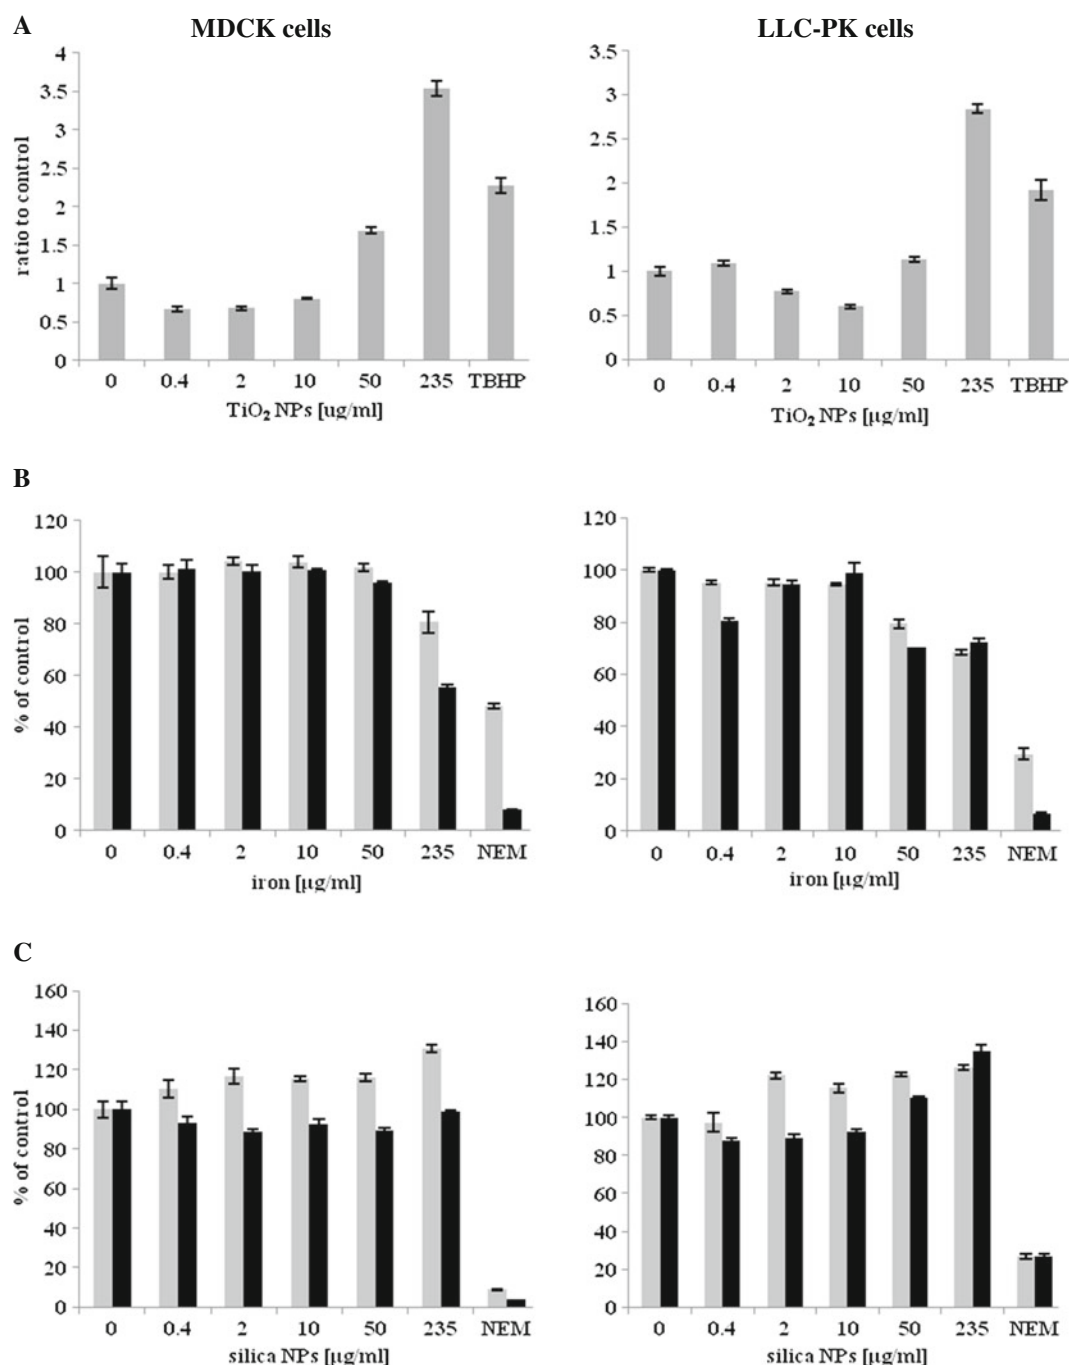 A
MDCK cells
LLC-PK cells
4
3.5
3
2.5
2
1.5
1
0.5
0
ratio to control
0 0.4 2 10 50 235 TBHP
TiO₂ NPs [ug/ml]
3.5
3
2.5
2
1.5
1
0.5
0
0 0.4 2 10 50 235 TBHP
TiO₂ NPs [µg/ml]
B
120
100
80
60
40
20
0
% of control
0 0.4 2 10 50 235 NEM
iron [µg/ml]
120
100
80
60
40
20
0
0 0.4 2 10 50 235 NEM
iron [µg/ml]
C
160
140
120
100
80
60
40
20
0
% of control
0 0.4 2 10 50 235 NEM
silica NPs [µg/ml]
160
140
120
100
80
60
40
20
0
0 0.4 2 10 50 235 NEM
silica NPs [µg/ml]